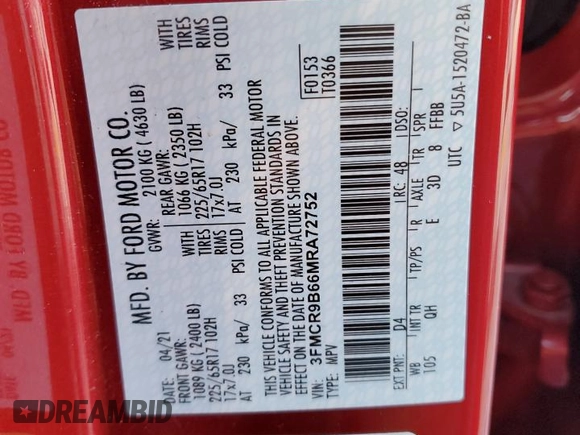 MFD. BY FORD MOTOR CO.
DATE: 04/21 GVWR: 2100 KG ( 4630 LB)
FRONT GAWR: REAR GAWR:
1089 KG ( 2400 LB) 1066 KG ( 2350 LB) WITH
225/65R17 102H 225/65R17 102H TIRES
17x7.0J 17x7.0J RIMS
AT 230 kPa/ 33 PSI COLD AT 230 kPa/ 33 PSI COLD
WITH
TIRES
RIMS
THIS VEHICLE CONFORMS TO ALL APPLICABLE FEDERAL MOTOR
VEHICLE SAFETY AND THEFT PREVENTION STANDARDS IN
EFFECT ON THE DATE OF MANUFACTURE SHOWN ABOVE.
VIN: 3FMCR9B66MRA72752
TYPE: MPV
F0153
T0366
EXT PNT: D4 RC: 48 DSO:
WB INT TR TP/PS R AXLE TR SPR
105 QH E 3D 8 FFBB
UTC ▽ 5U5A-1520472-BA
DREAMBID